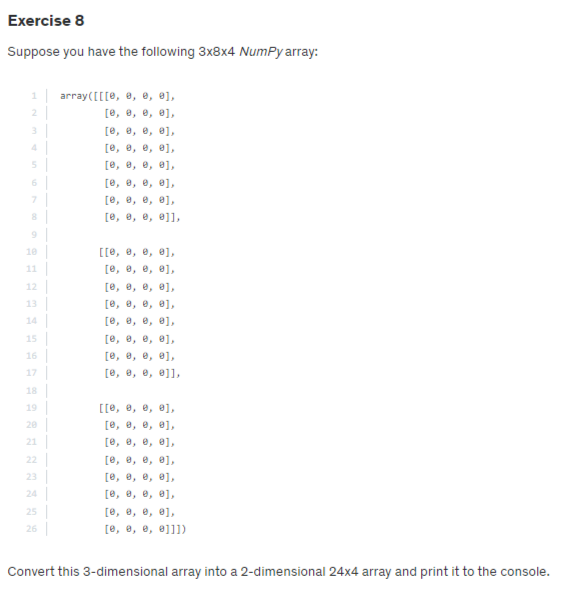 Exercise 8
Suppose you have the following 3x8x4 NumPy array:
1 array([[[0, 0, 0, 0],
2 [0, 0, 0, 0],
3 [0, 0, 0, 0],
4 [0, 0, 0, 0],
5 [0, 0, 0, 0],
6 [0, 0, 0, 0],
7 [0, 0, 0, 0],
8 [0, 0, 0, 0]],
9
10 [[0, 0, 0, 0],
11 [0, 0, 0, 0],
12 [0, 0, 0, 0],
13 [0, 0, 0, 0],
14 [0, 0, 0, 0],
15 [0, 0, 0, 0],
16 [0, 0, 0, 0],
17 [0, 0, 0, 0]],
18
19 [[0, 0, 0, 0],
20 [0, 0, 0, 0],
21 [0, 0, 0, 0],
22 [0, 0, 0, 0],
23 [0, 0, 0, 0],
24 [0, 0, 0, 0],
25 [0, 0, 0, 0],
26 [0, 0, 0, 0]]])
Convert this 3-dimensional array into a 2-dimensional 24x4 array and print it to the console.